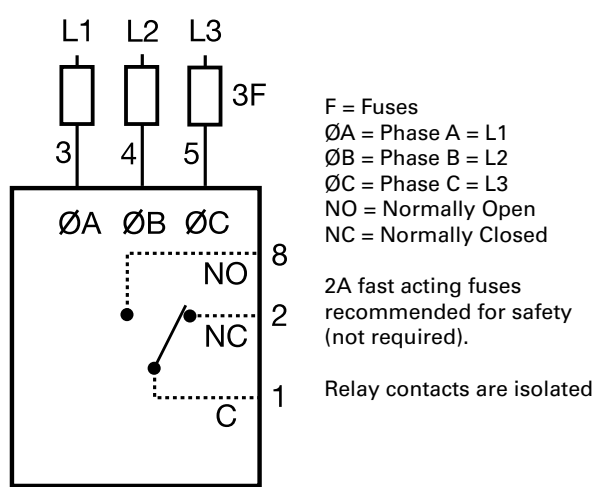 L1 L2 L3
3F
3 4 5
ØA ØB ØC
8
NO
2
NC
1
C
F = Fuses
ØA = Phase A = L1
ØB = Phase B = L2
ØC = Phase C = L3
NO = Normally Open
NC = Normally Closed
2A fast acting fuses
recommended for safety
(not required).
Relay contacts are isolated